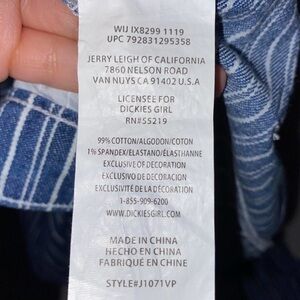 WIJ IX8299 1119
UPC 792831295358
JERRY LEIGH OF CALIFORNIA
7860 NELSON ROAD
VAN NUYS CA 91402 U.S.A
LICENSEE FOR
DICKIES GIRL
RN#55219
99% COTTON/ALGODON/COTON
1% SPANDEX/ELASTANO/ELASTHANNE
EXCLUSIVE OF DECORATION
EXCLUSIVO DE DECORACION
EXCLUSIVITÉ DE LA DÉCORATION
1-855-909-6200
WWW.DICKIESGIRL.COM
MADE IN CHINA
HECHO EN CHINA
FABRIQUÉ EN CHINE
STYLE#J1071VP